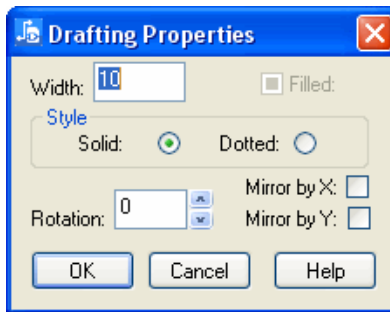 Drafting Properties
Width: 10 Filled:
Style
Solid: Dotted:
Mirror by X:
Rotation: 0
Mirror by Y:
OK Cancel Help